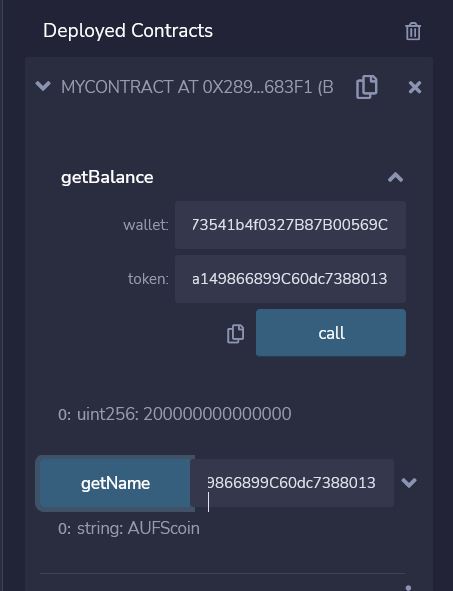 Deployed Contracts
MYCONTRACT AT 0X289...683F1 (B
getBalance
wallet: 73541b4f0327B87B00569C
token: a149866899C60dc7388013
call
0: uint256: 200000000000000
getName 9866899C60dc7388013
0: string: AUFScoin